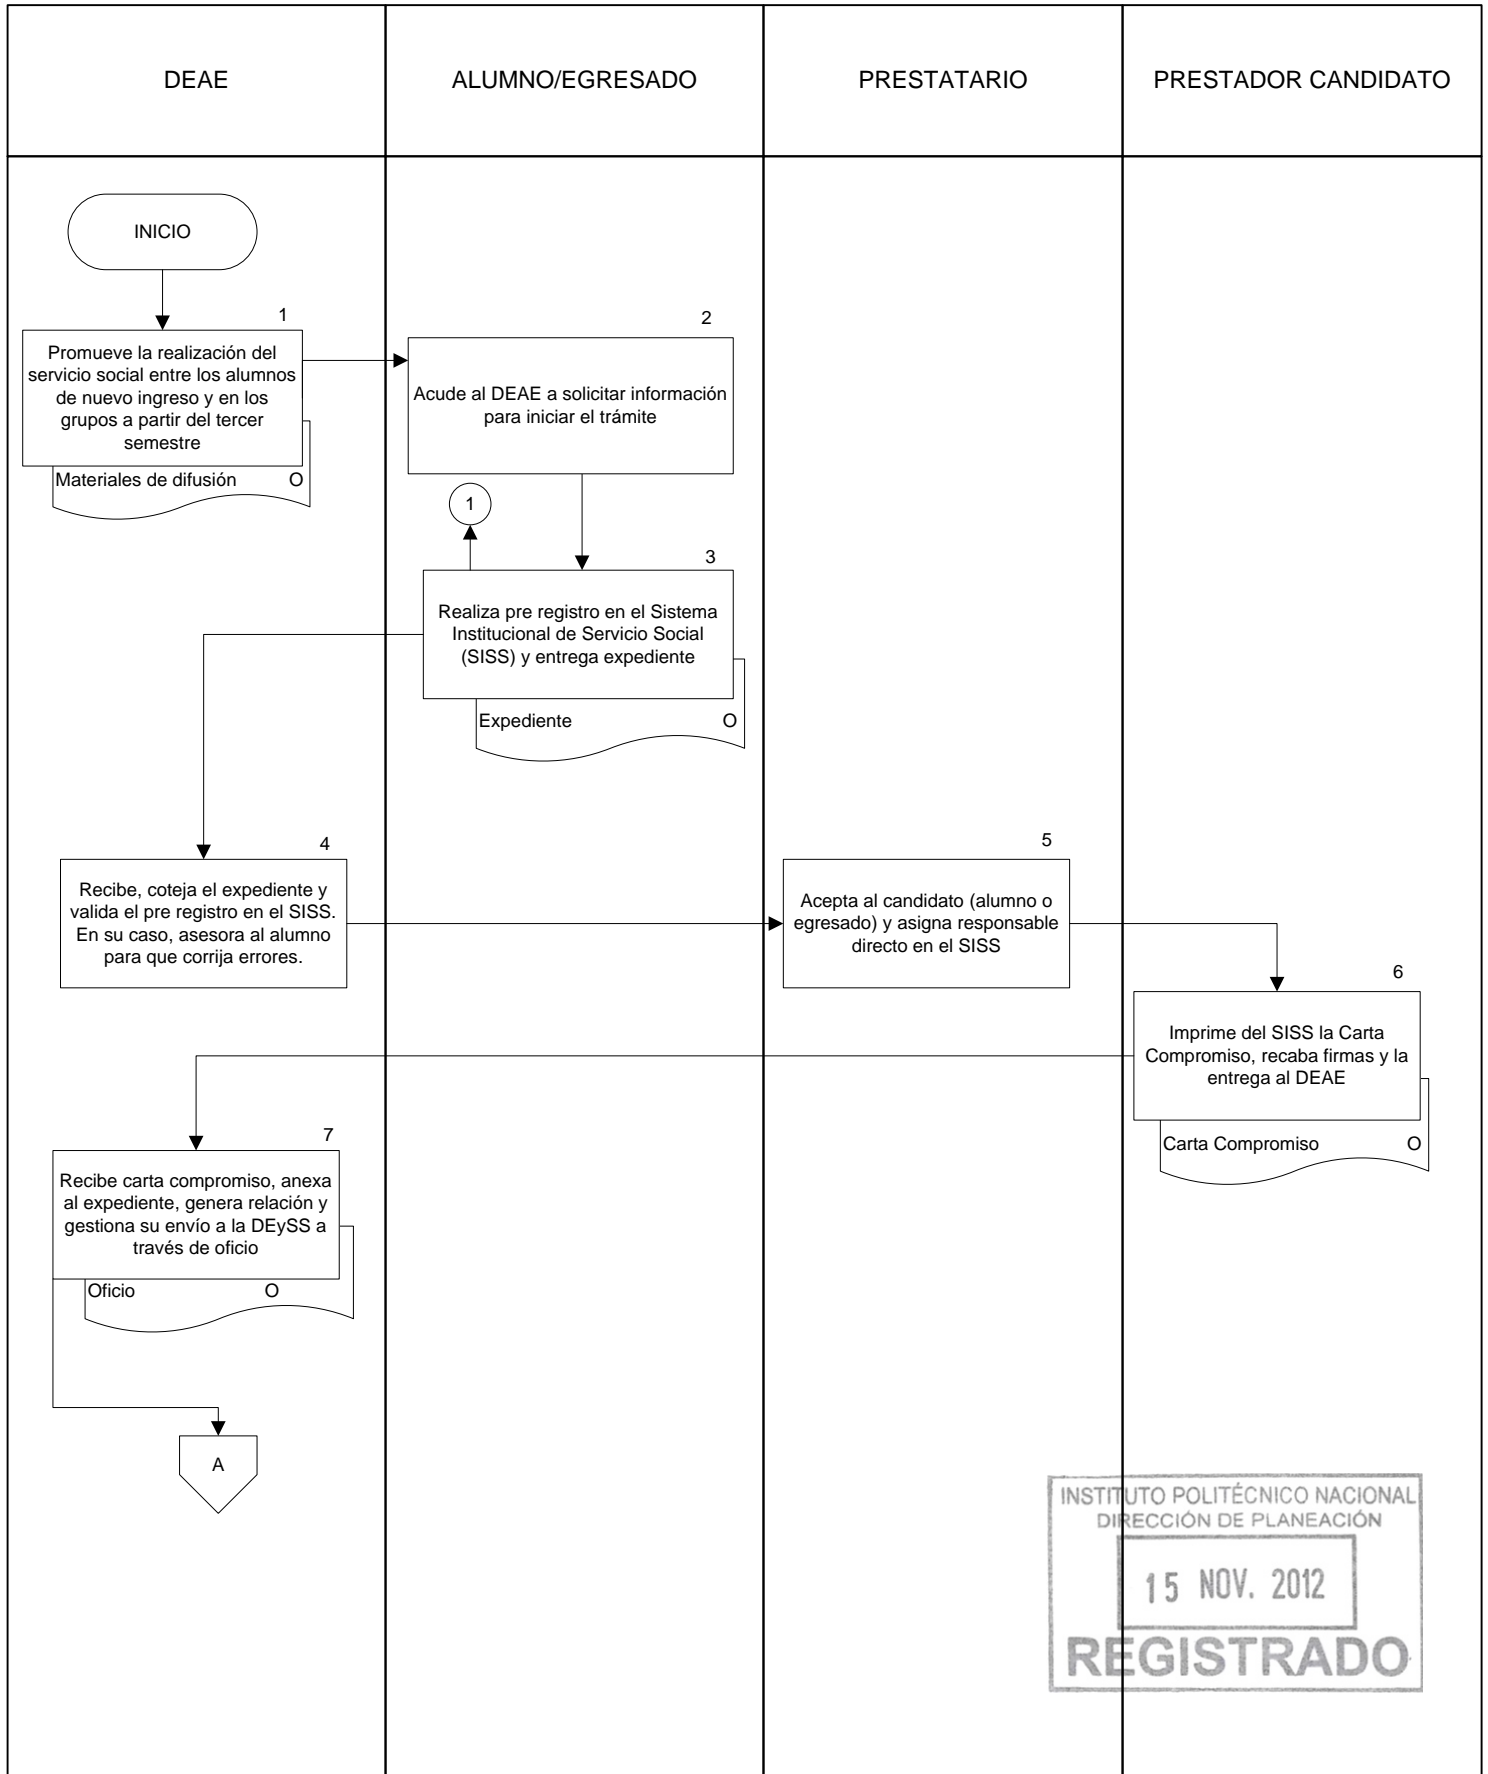 DEAE
ALUMNO/EGRESADO
PRESTATARIO
PRESTADOR CANDIDATO
INICIO
1
Promueve la realización del
servicio social entre los alumnos
de nuevo ingreso y en los
grupos a partir del tercer
semestre
Materiales de difusión O
2
Acude al DEAE a solicitar información
para iniciar el trámite
1
3
Realiza pre registro en el Sistema
Institucional de Servicio Social
(SISS) y entrega expediente
Expediente O
4
Recibe, coteja el expediente y
valida el pre registro en el SISS.
En su caso, asesora al alumno
para que corrija errores.
5
Acepta al candidato (alumno o
egresado) y asigna responsable
directo en el SISS
6
Imprime del SISS la Carta
Compromiso, recaba firmas y la
entrega al DEAE
Carta Compromiso O
7
Recibe carta compromiso, anexa
al expediente, genera relación y
gestiona su envío a la DEySS a
través de oficio
Oficio O
A
INSTITUTO POLITÉCNICO NACIONAL
DIRECCIÓN DE PLANEACIÓN
15 NOV. 2012
REGISTRADO